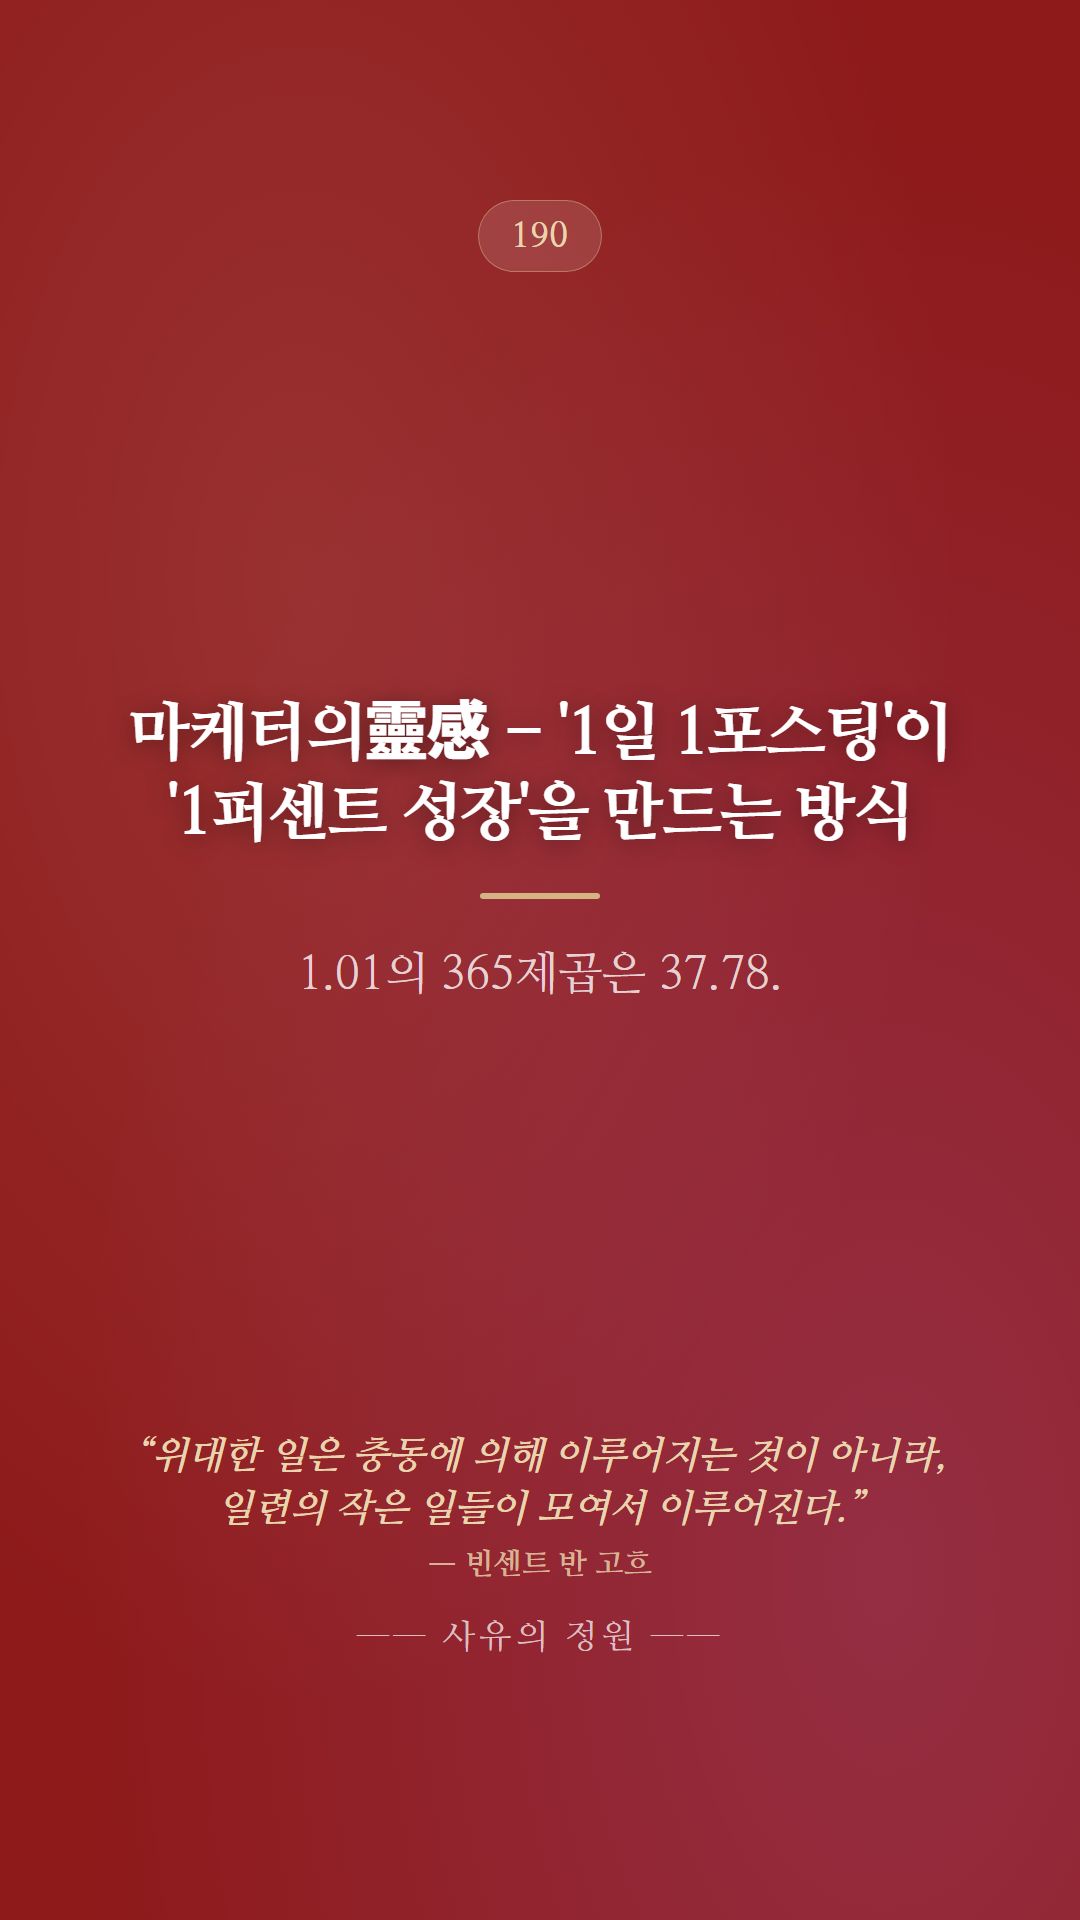 190
마케터의靈感 – '1일 1포스팅'이
'1퍼센트 성장'을 만드는 방식
1.01의 365제곱은 37.78.
“위대한 일은 충동에 의해 이루어지는 것이 아니라,
일련의 작은 일들이 모여서 이루어진다.”
— 빈센트 반 고흐
—— 사유의 정원 ——